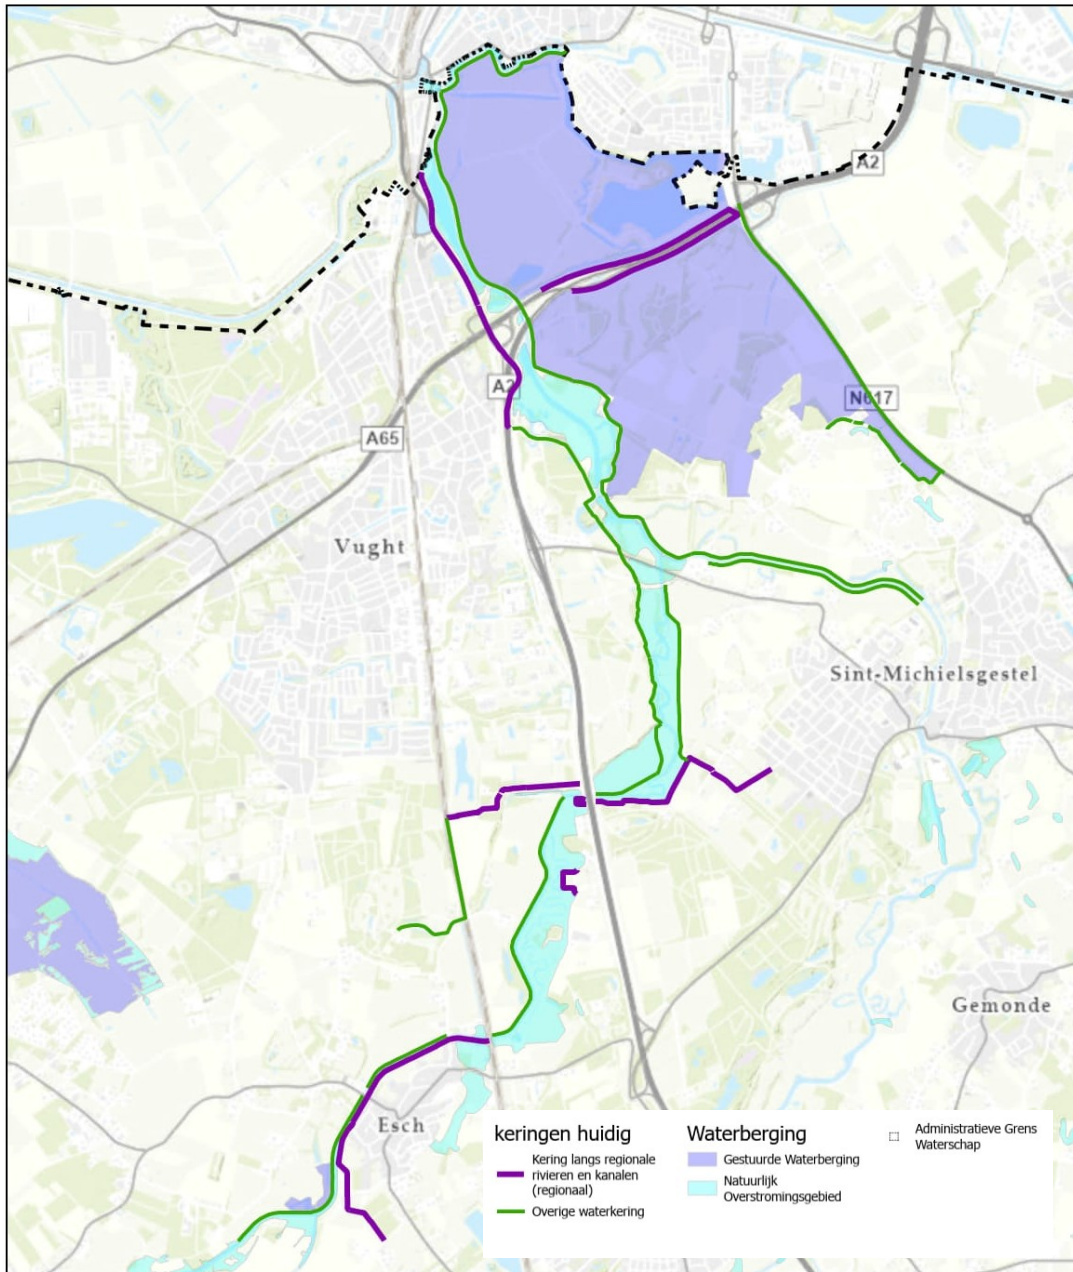 A2
N617
A2
A65
Vught
Sint-Michielsgestel
Gemonde
Esch
keringen huidig
Kering langs regionale
rivieren en kanalen
(regionaal)
Overige waterkering
Waterberging
Gestuurde Waterberging
Natuurlijk
Overstromingsgebied
Administratieve Grens
Waterschap